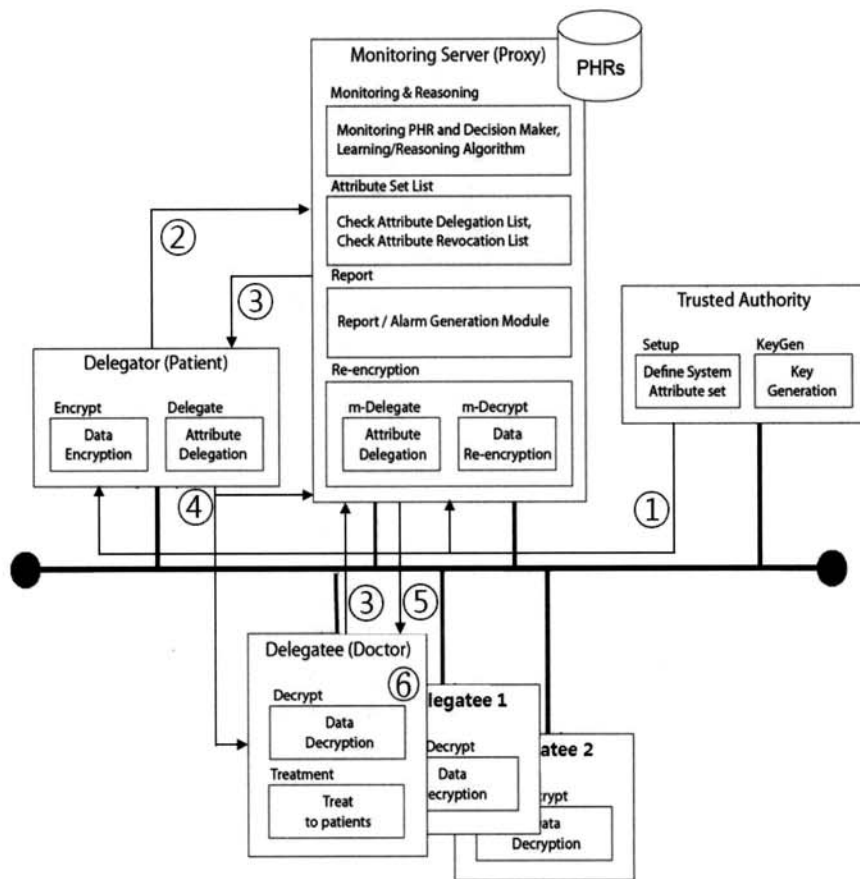 Monitoring Server (Proxy)
PHRs
Monitoring & Reasoning
Monitoring PHR and Decision Maker,
Learning/Reasoning Algorithm
Attribute Set List
Check Attribute Delegation List,
Check Attribute Revocation List
Report
Report / Alarm Generation Module
Re-encryption
m-Delegate
Attribute
Delegation
m-Decrypt
Data
Re-encryption
②
③
Delegator (Patient)
Encrypt
Data
Encryption
Delegate
Attribute
Delegation
Trusted Authority
Setup
Define System
Attribute set
KeyGen
Key
Generation
④
①
③
⑤
Delegatee (Doctor)
⑥
Decrypt
Data
Decryption
Treatment
Treat
to patients
legatee 1
Decrypt
Data
ecryption
atee 2
crypt
Data
Decryption